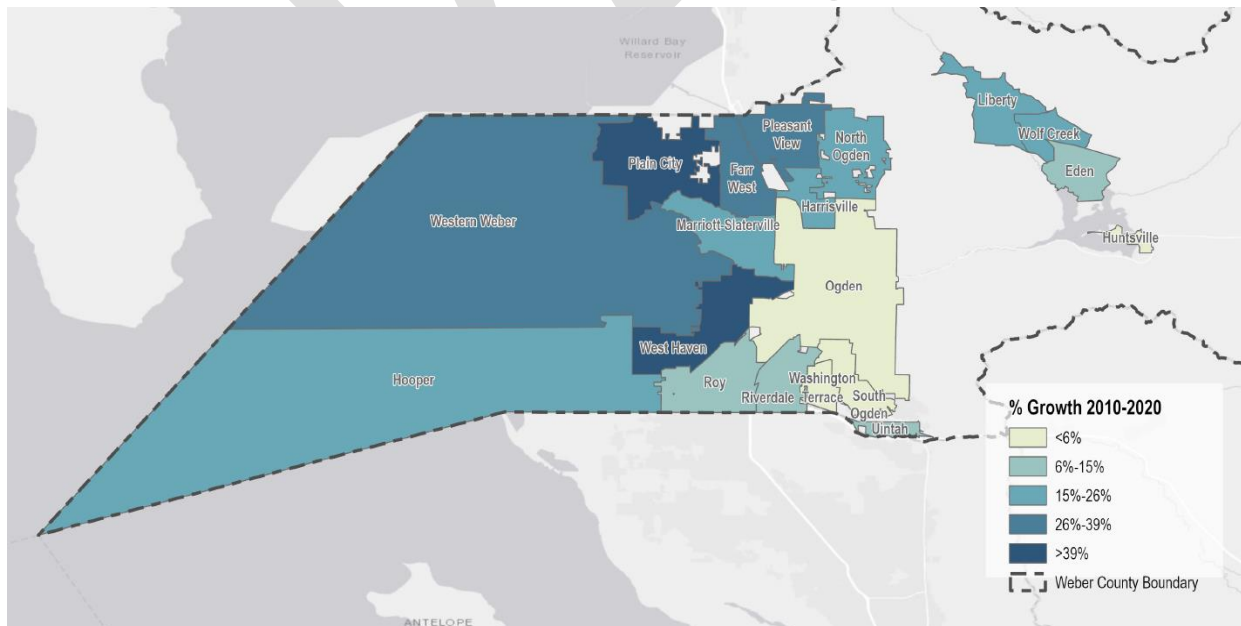 Willard Bay
Reservoir
Liberty
Wolf Creek
Eden
Huntsville
Pleasant
View
North
Ogden
Plain City
Farr
West
Harrisville
Marriott-Slaterville
Western Weber
Ogden
West Haven
Hooper
Roy
Riverdale
Washington
Terrace
South
Ogden
Uintah
ANTELOPE
% Growth 2010-2020
<6%
6%-15%
15%-26%
26%-39%
>39%
Weber County Boundary